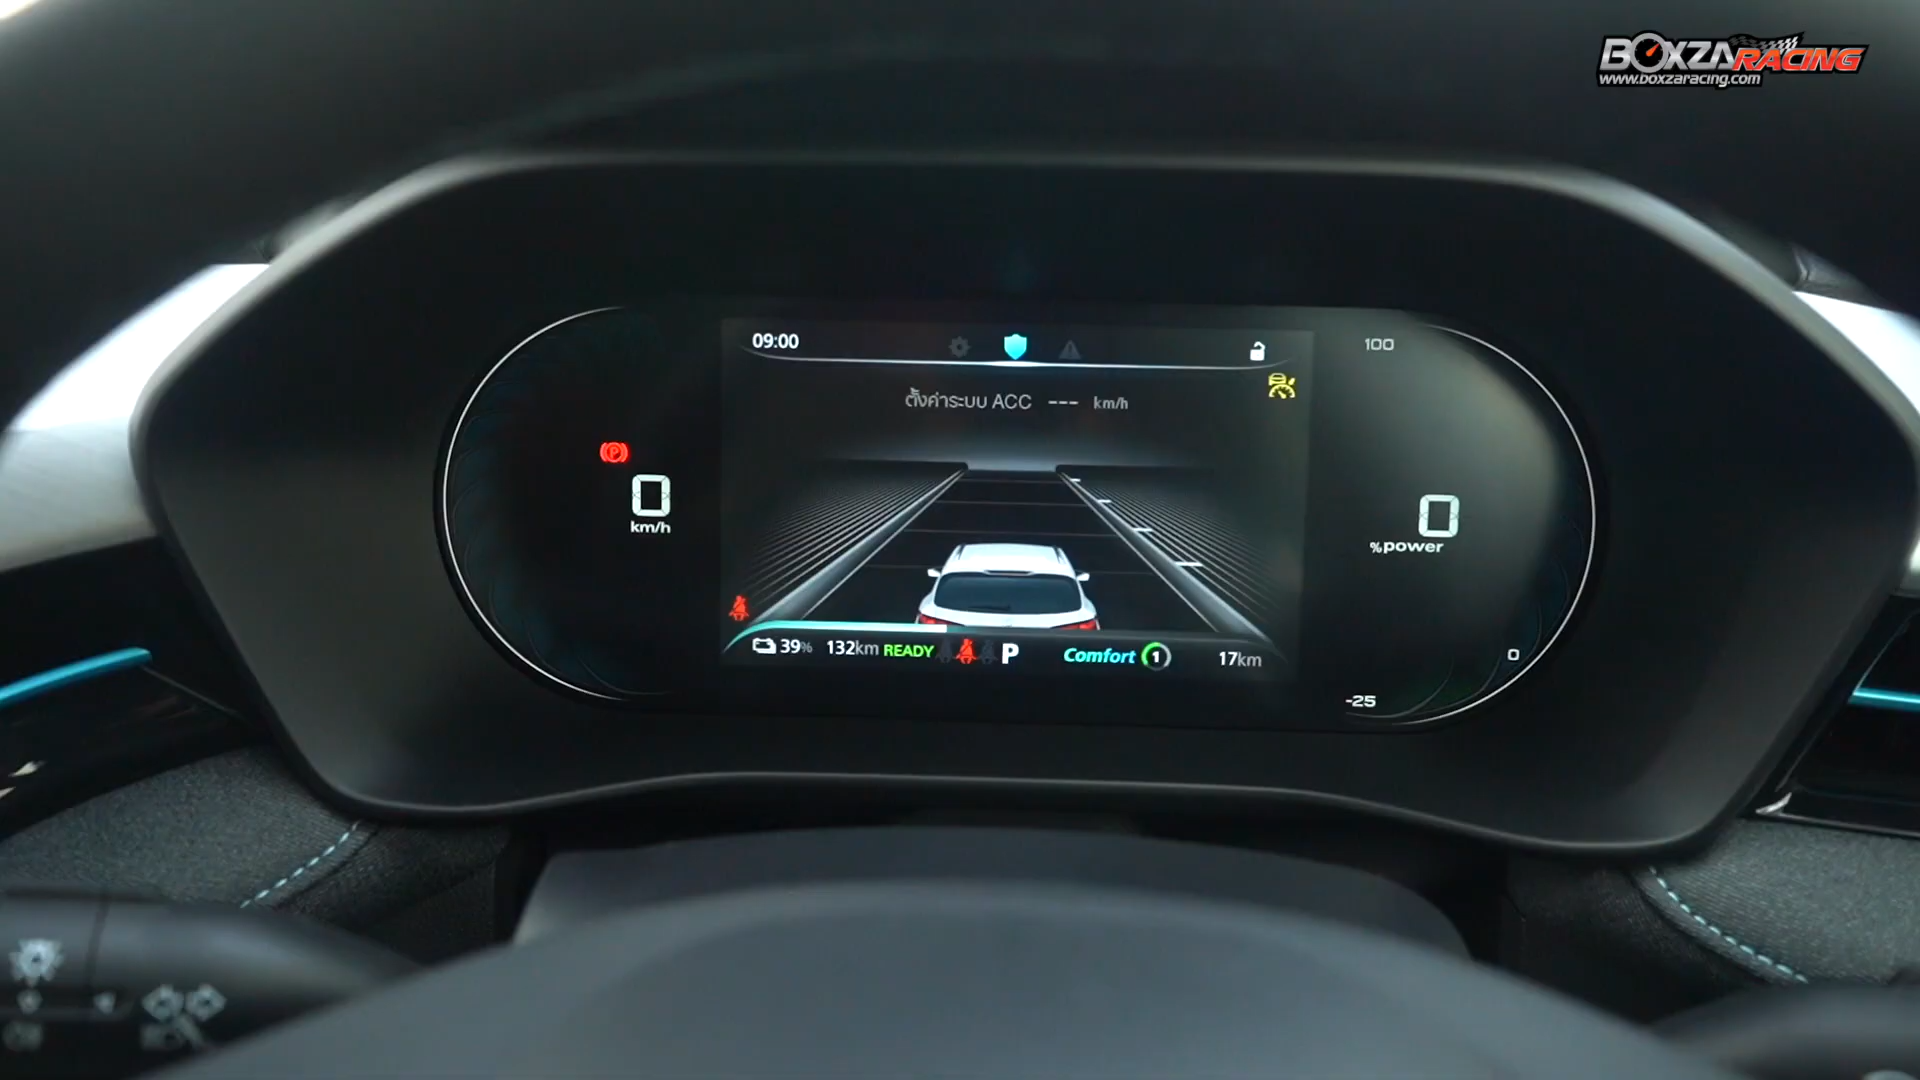 BOXZA RACING
www.boxzaracing.com
09:00
100
ตั้งค่าระบบ ACC --- km/h
0
km/h
0
%power
39% 132km READY P Comfort 1 17km
0
-25